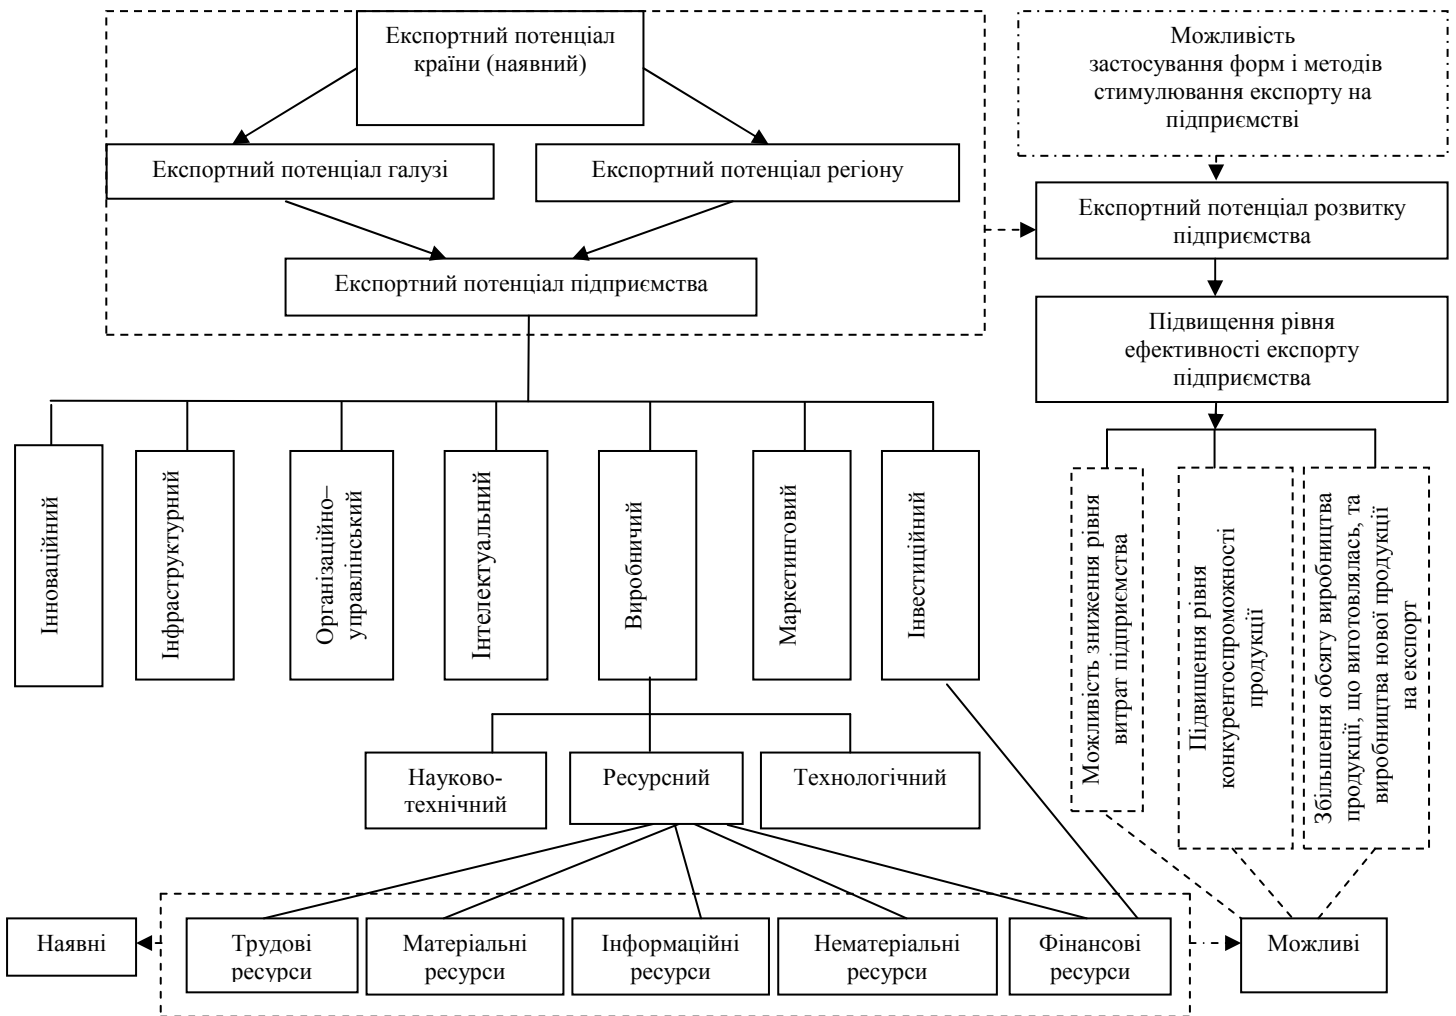 Експортний потенціал
країни (наявний)
Можливість
застосування форм і методів
стимулювання експорту на
підприємстві
Експортний потенціал галузі
Експортний потенціал регіону
Експортний потенціал розвитку
підприємства
Експортний потенціал підприємства
Підвищення рівня
ефективності експорту
підприємства
Інноваційний
Інфраструктурний
Організаційно–
управлінський
Інтелектуальний
Виробничий
Маркетинговий
Інвестиційний
Можливість зниження рівня
витрат підприємства
Підвищення рівня
конкурентоспроможності
продукції
Збільшення обсягу виробництва
продукції, що виготовлялась, та
виробництва нової продукції
на експорт
Науково-
технічний
Ресурсний
Технологічний
Наявні
Трудові
ресурси
Матеріальні
ресурси
Інформаційні
ресурси
Нематеріальні
ресурси
Фінансові
ресурси
Можливі